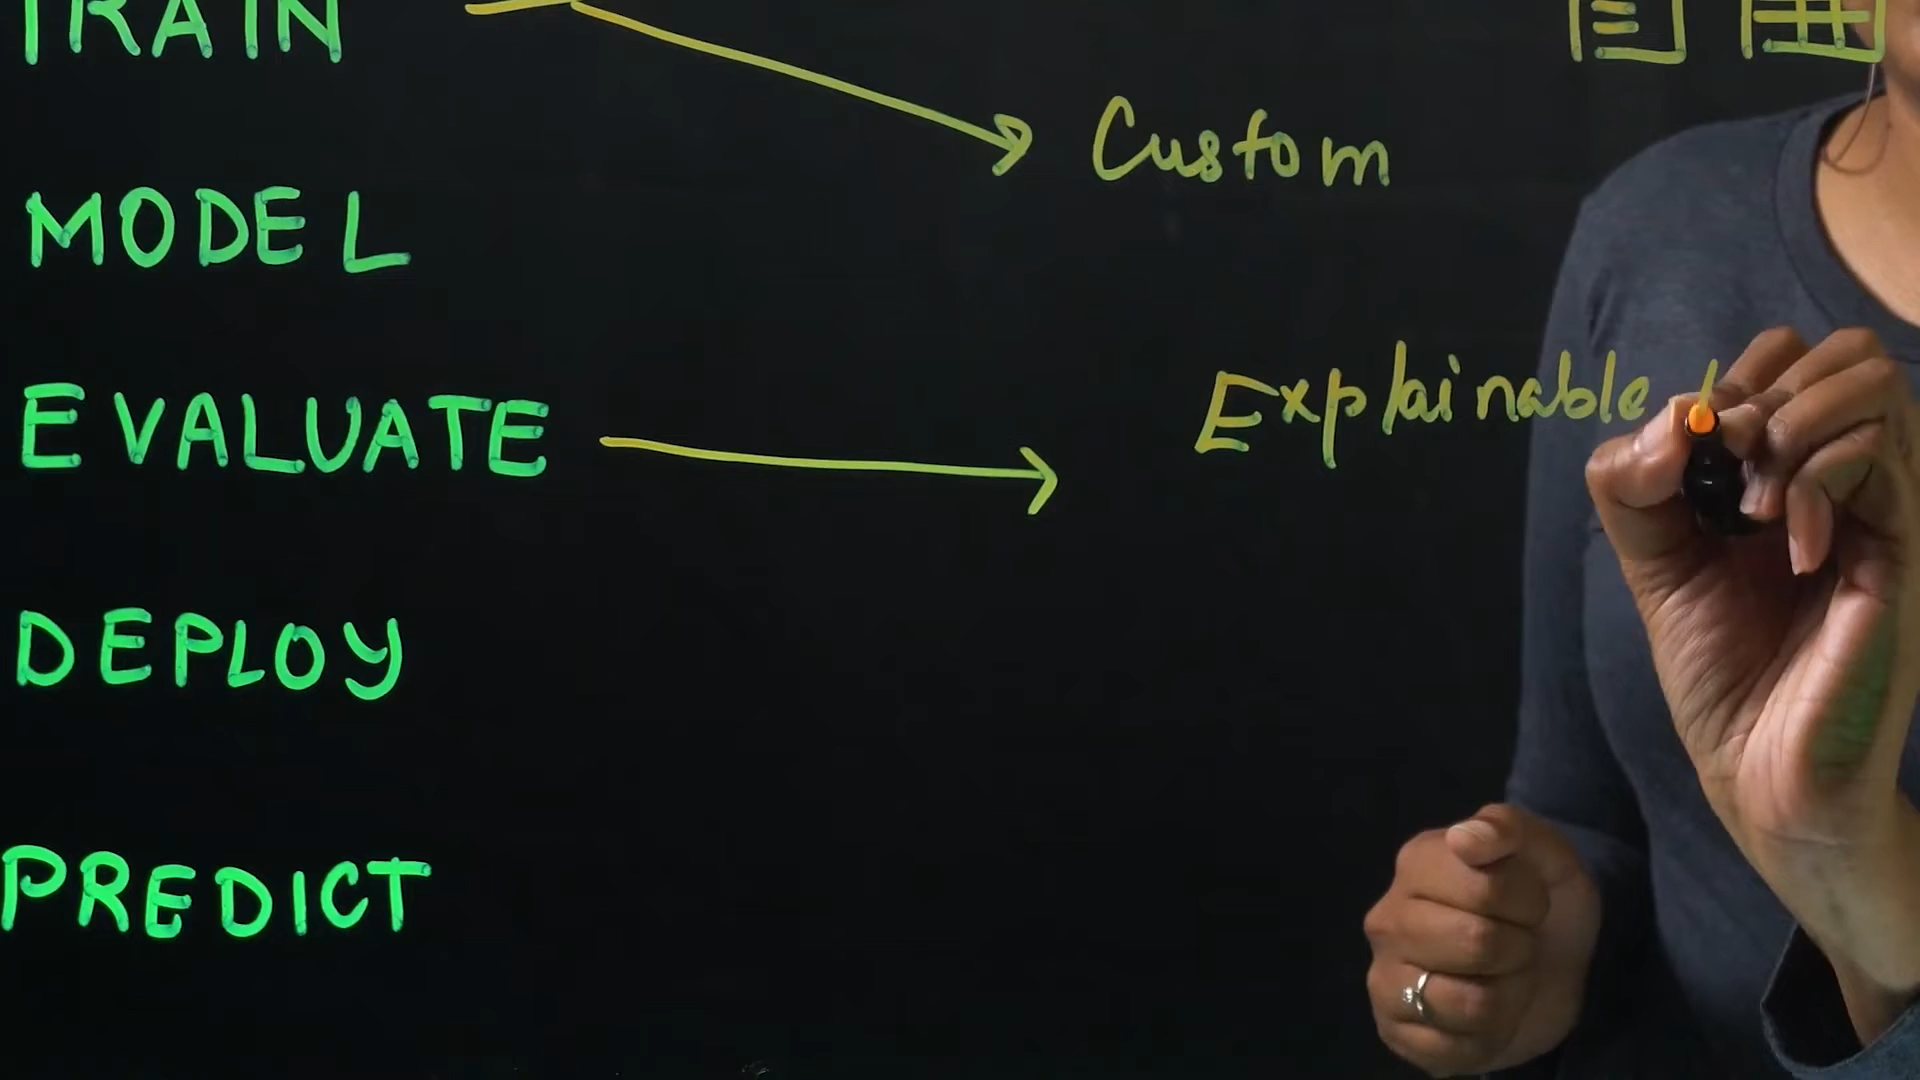 TRAIN
Custom
MODEL
Explainable
EVALUATE
DEPLOY
PREDICT